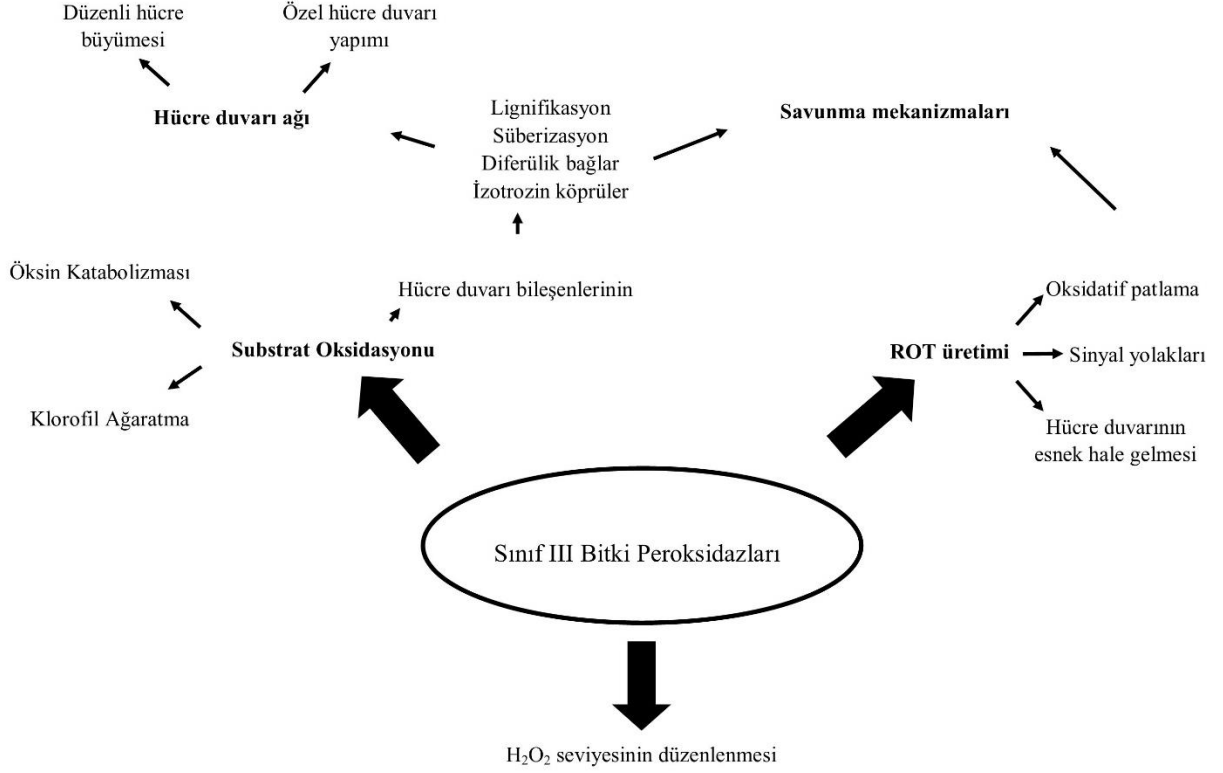 Düzenli hücre
büyümesi
Özel hücre duvarı
yapımı
Hücre duvarı ağı
Lignifikasyon
Süberizasyon
Diferülik bağlar
İzotrozin köprüler
Savunma mekanizmaları
Öksin Katabolizması
Hücre duvarı bileşenlerinin
Oksidatif patlama
Substrat Oksidasyonu
ROT üretimi
Sinyal yolakları
Klorofil Ağaratma
Hücre duvarının
esnek hale gelmesi
Sınıf III Bitki Peroksidazları
H₂O₂ seviyesinin düzenlenmesi